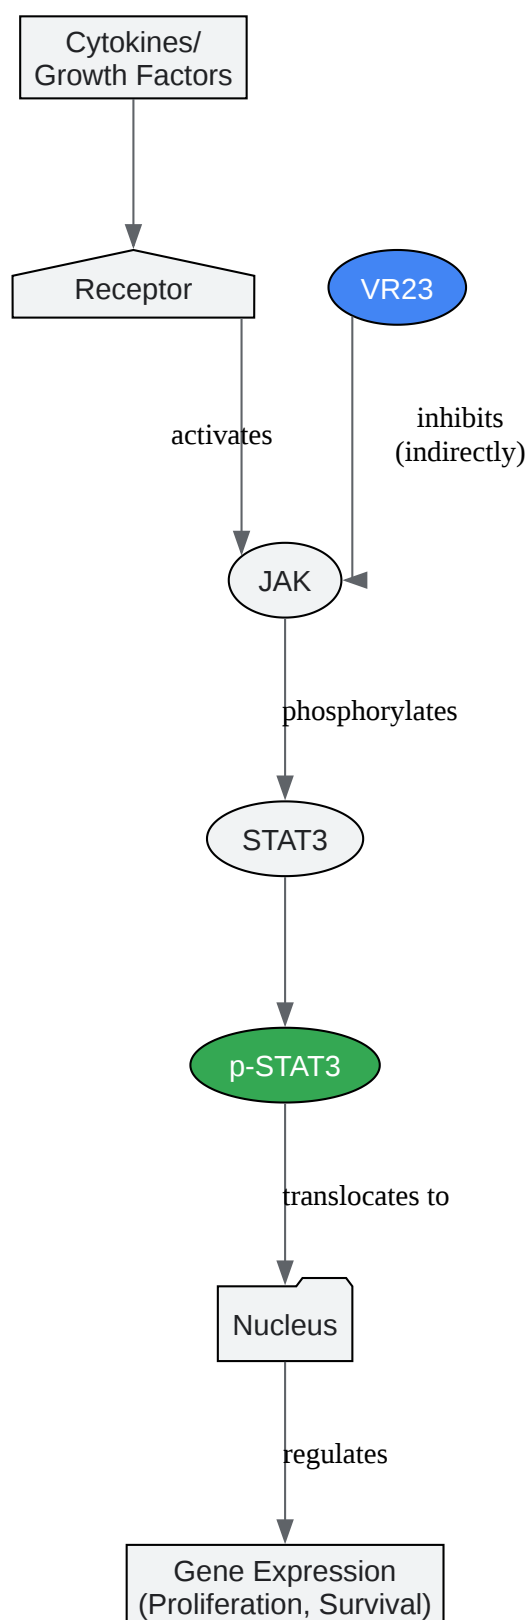 Cytokines/
Growth Factors
Receptor
VR23
activates
inhibits
(indirectly)
JAK
phosphorylates
STAT3
p-STAT3
translocates to
Nucleus
regulates
Gene Expression
(Proliferation, Survival)